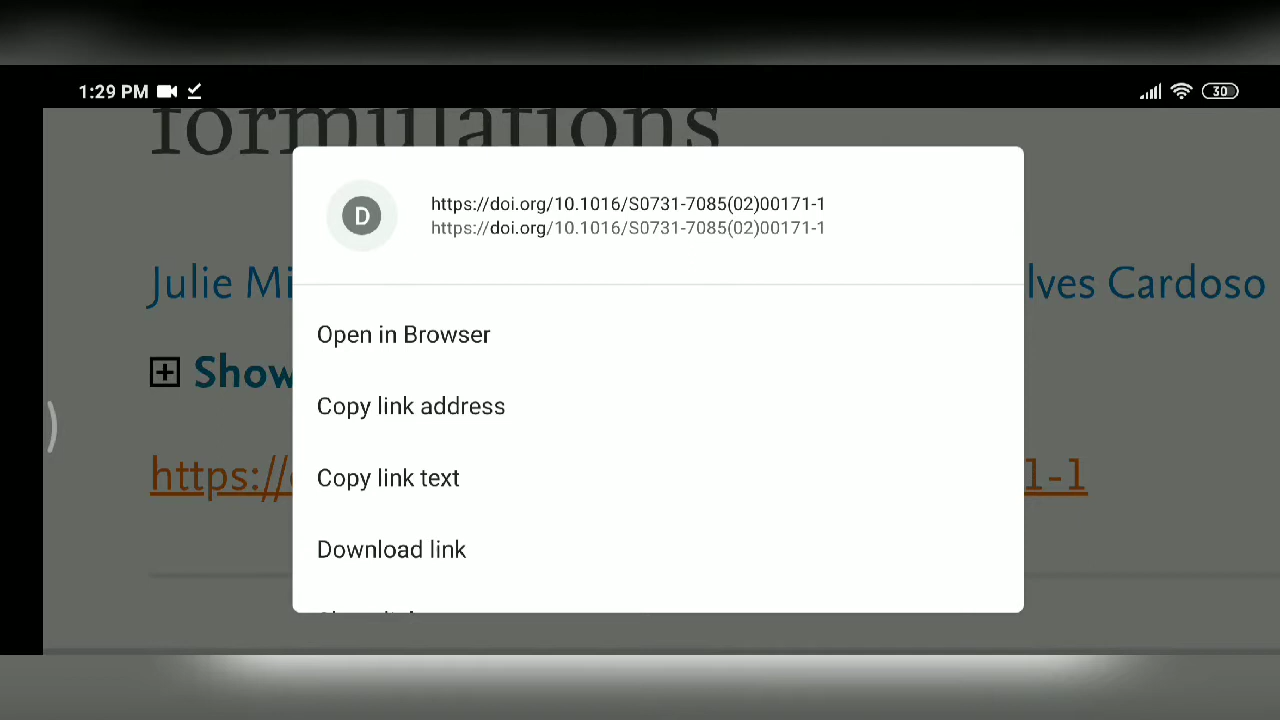 1:29 PM
30
formulations
https://doi.org/10.1016/S0731-7085(02)00171-1
https://doi.org/10.1016/S0731-7085(02)00171-1
D
Julie Mi
lves Cardoso
Open in Browser
Show
Copy link address
https://
1-1
Copy link text
Download link